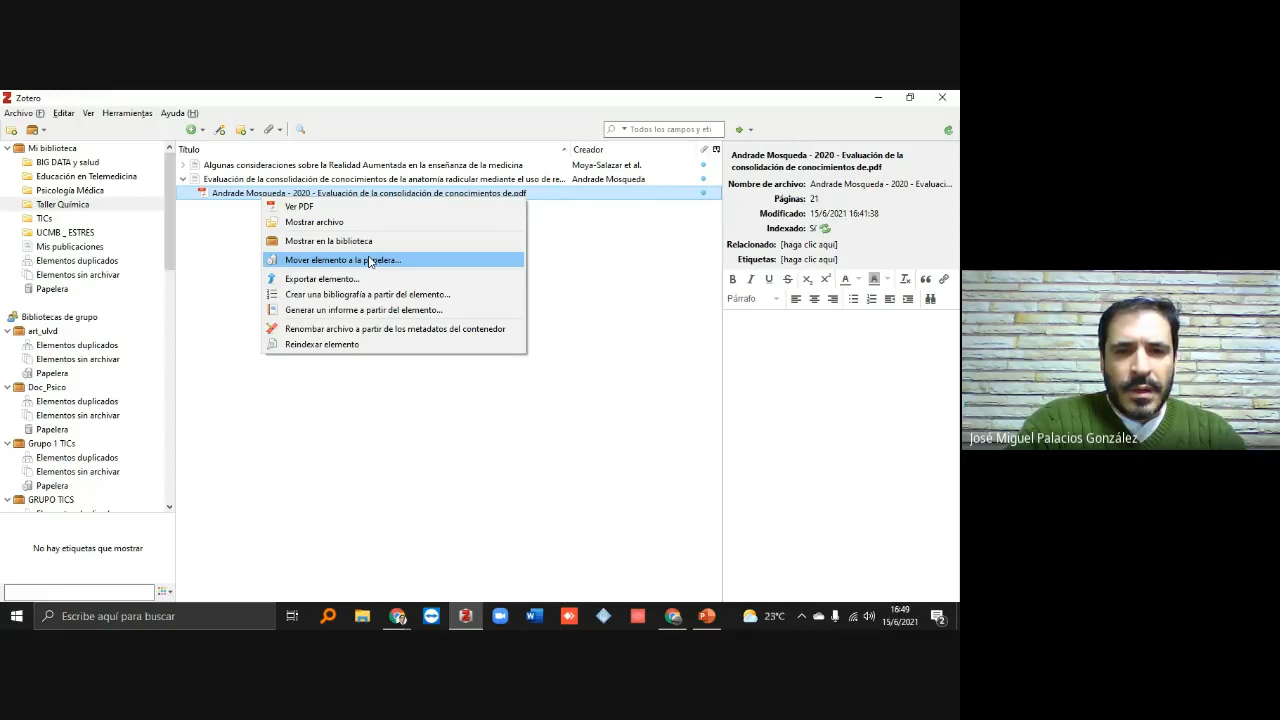 Zotero
Archivo (F) Editar Ver Herramientas Ayuda (H)
Todos los campos y eti
Mi biblioteca
BIG DATA y salud
Educación en Telemedicina
Psicología Médica
Taller Química
TICs
UCMB _ ESTRES
Mis publicaciones
Elementos duplicados
Elementos sin archivar
Papelera
Bibliotecas de grupo
art_ulvd
Elementos duplicados
Elementos sin archivar
Papelera
Doc_Psico
Elementos duplicados
Elementos sin archivar
Papelera
Grupo 1 TICs
Elementos duplicados
Elementos sin archivar
Papelera
GRUPO TICS
No hay etiquetas que mostrar
Título Creador
Algunas consideraciones sobre la Realidad Aumentada en la enseñanza de la medicina Moya-Salazar et al.
Evaluación de la consolidación de conocimientos de la anatomía radicular mediante el uso de re... Andrade Mosqueda
Andrade Mosqueda - 2020 - Evaluación de la consolidación de conocimientos de.pdf
Ver PDF
Mostrar archivo
Mostrar en la biblioteca
Mover elemento a la papelera...
Exportar elemento...
Crear una bibliografía a partir del elemento...
Generar un informe a partir del elemento...
Renombar archivo a partir de los metadatos del contenedor
Reindexar elemento
Andrade Mosqueda - 2020 - Evaluación de la
consolidación de conocimientos de.pdf
Nombre de archivo: Andrade Mosqueda - 2020 - Evaluaci...
Páginas: 21
Modificado: 15/6/2021 16:41:38
Indexado: Sí
Relacionado: [haga clic aquí]
Etiquetas: [haga clic aquí]
Párrafo
José Miguel Palacios González
Escribe aquí para buscar
23°C
16:49
15/6/2021
2